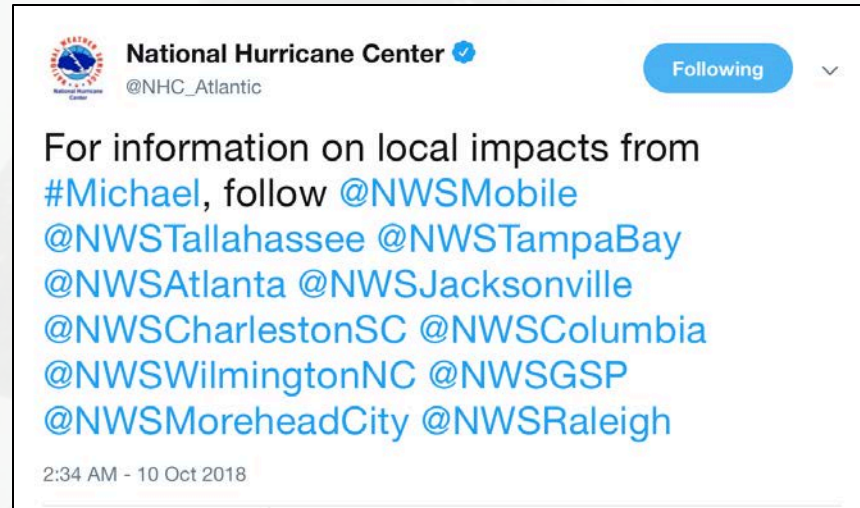 National Hurricane Center
@NHC_Atlantic
Following
For information on local impacts from
#Michael, follow @NWSMobile
@NWSTallahassee @NWSTampaBay
@NWSAtlanta @NWSJacksonville
@NWSCharlestonSC @NWSColumbia
@NWSWilmingtonNC @NWSGSP
@NWSMoreheadCity @NWSRaleigh
2:34 AM - 10 Oct 2018